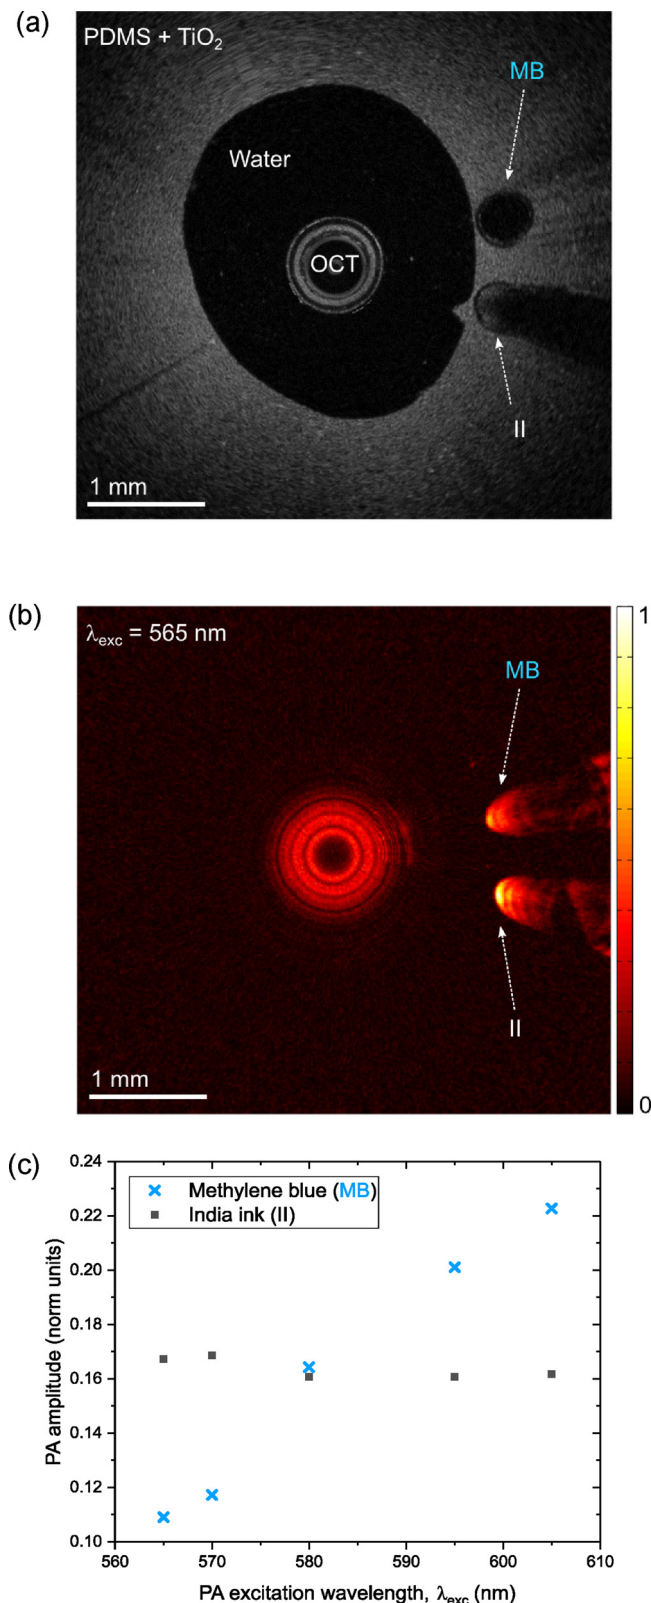 (a)
PDMS + TiO₂
MB
Water
OCT
II
1 mm
(b)
λexc = 565 nm
1
MB
II
1 mm
0
(c)
0.24
0.22
0.20
0.18
0.16
0.14
0.12
0.10
PA amplitude (norm units)
Methylene blue (MB)
India ink (II)
560 570 580 590 600 610
PA excitation wavelength, λexc (nm)